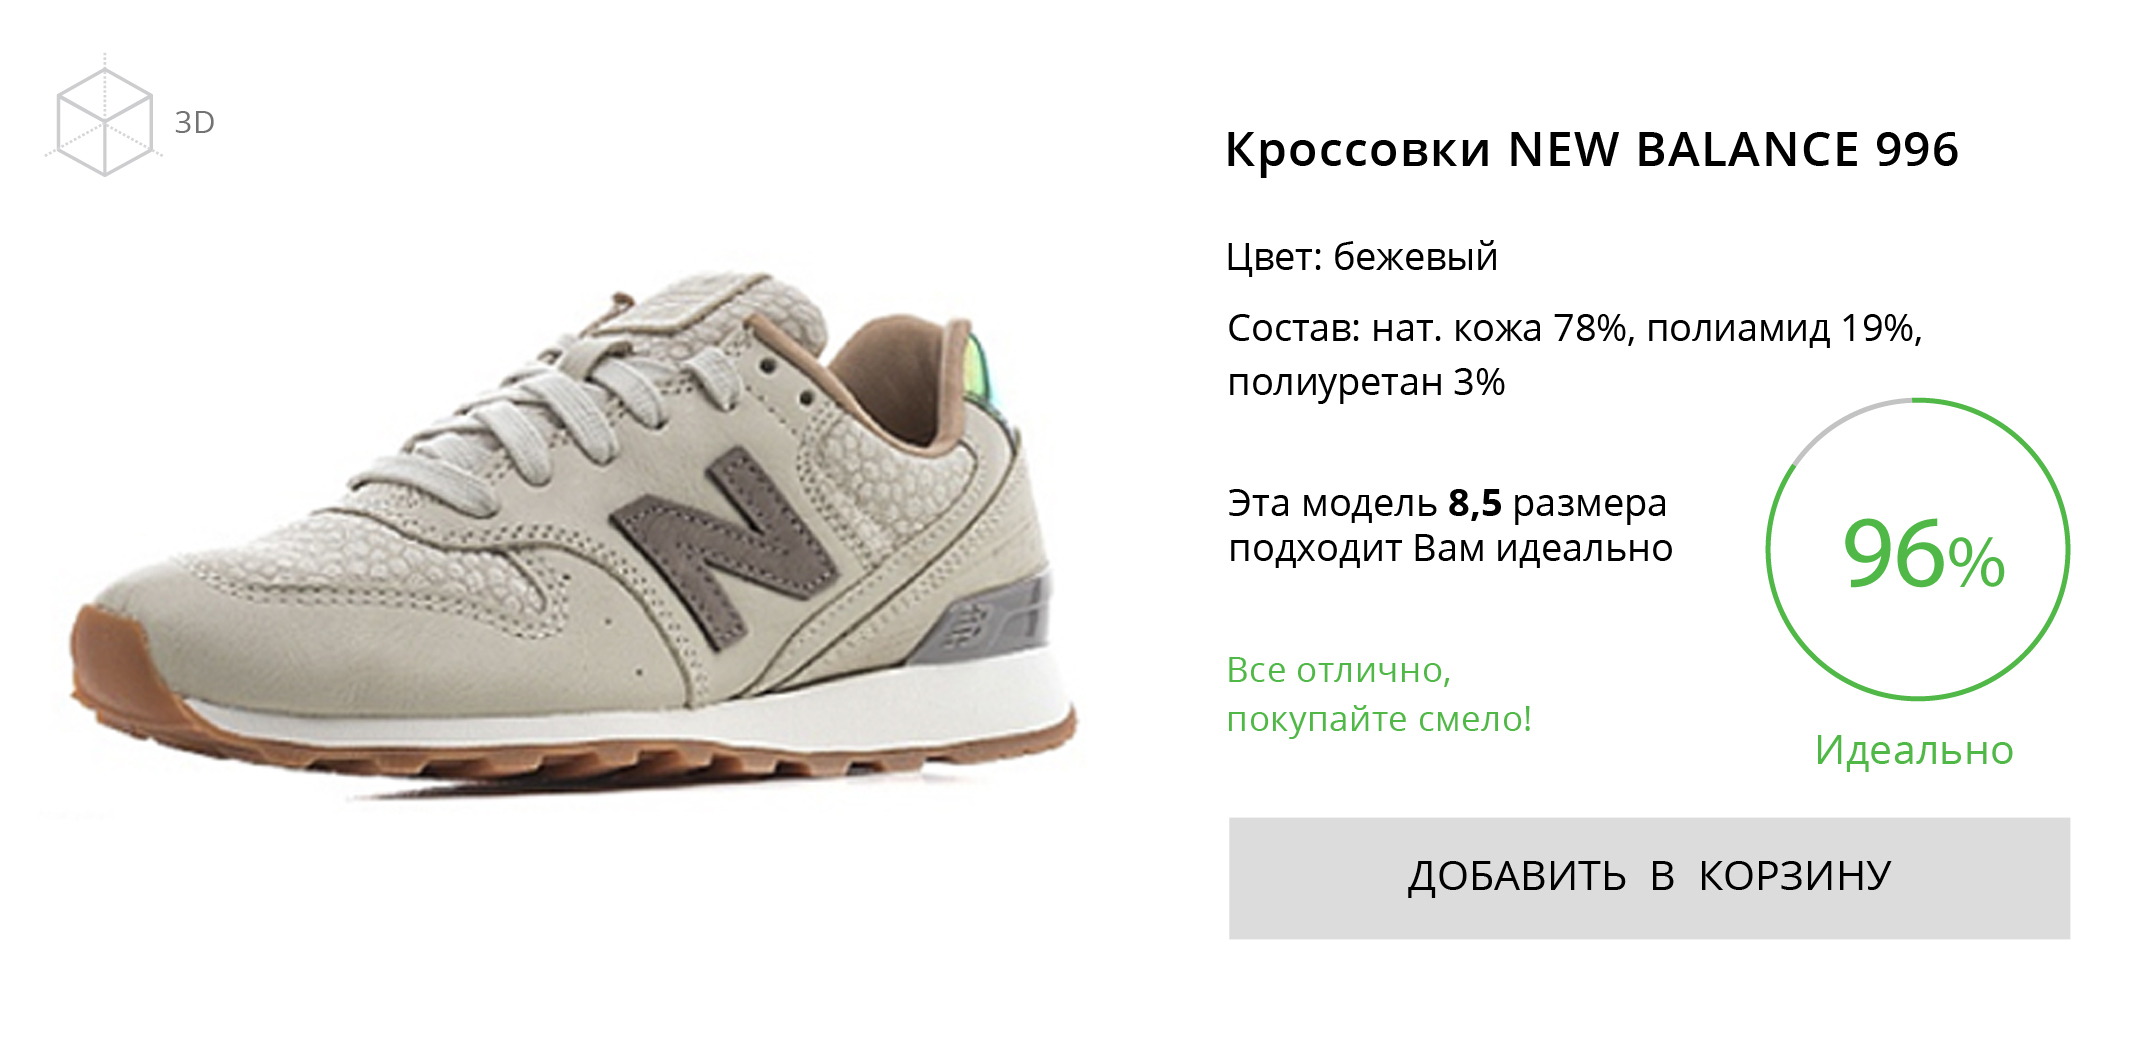 3D
Кроссовки NEW BALANCE 996
Цвет: бежевый
Состав: нат. кожа 78%, полиамид 19%,
полиуретан 3%
Эта модель 8,5 размера
подходит Вам идеально
96%
Все отлично,
покупайте смело!
Идеально
ДОБАВИТЬ В КОРЗИНУ